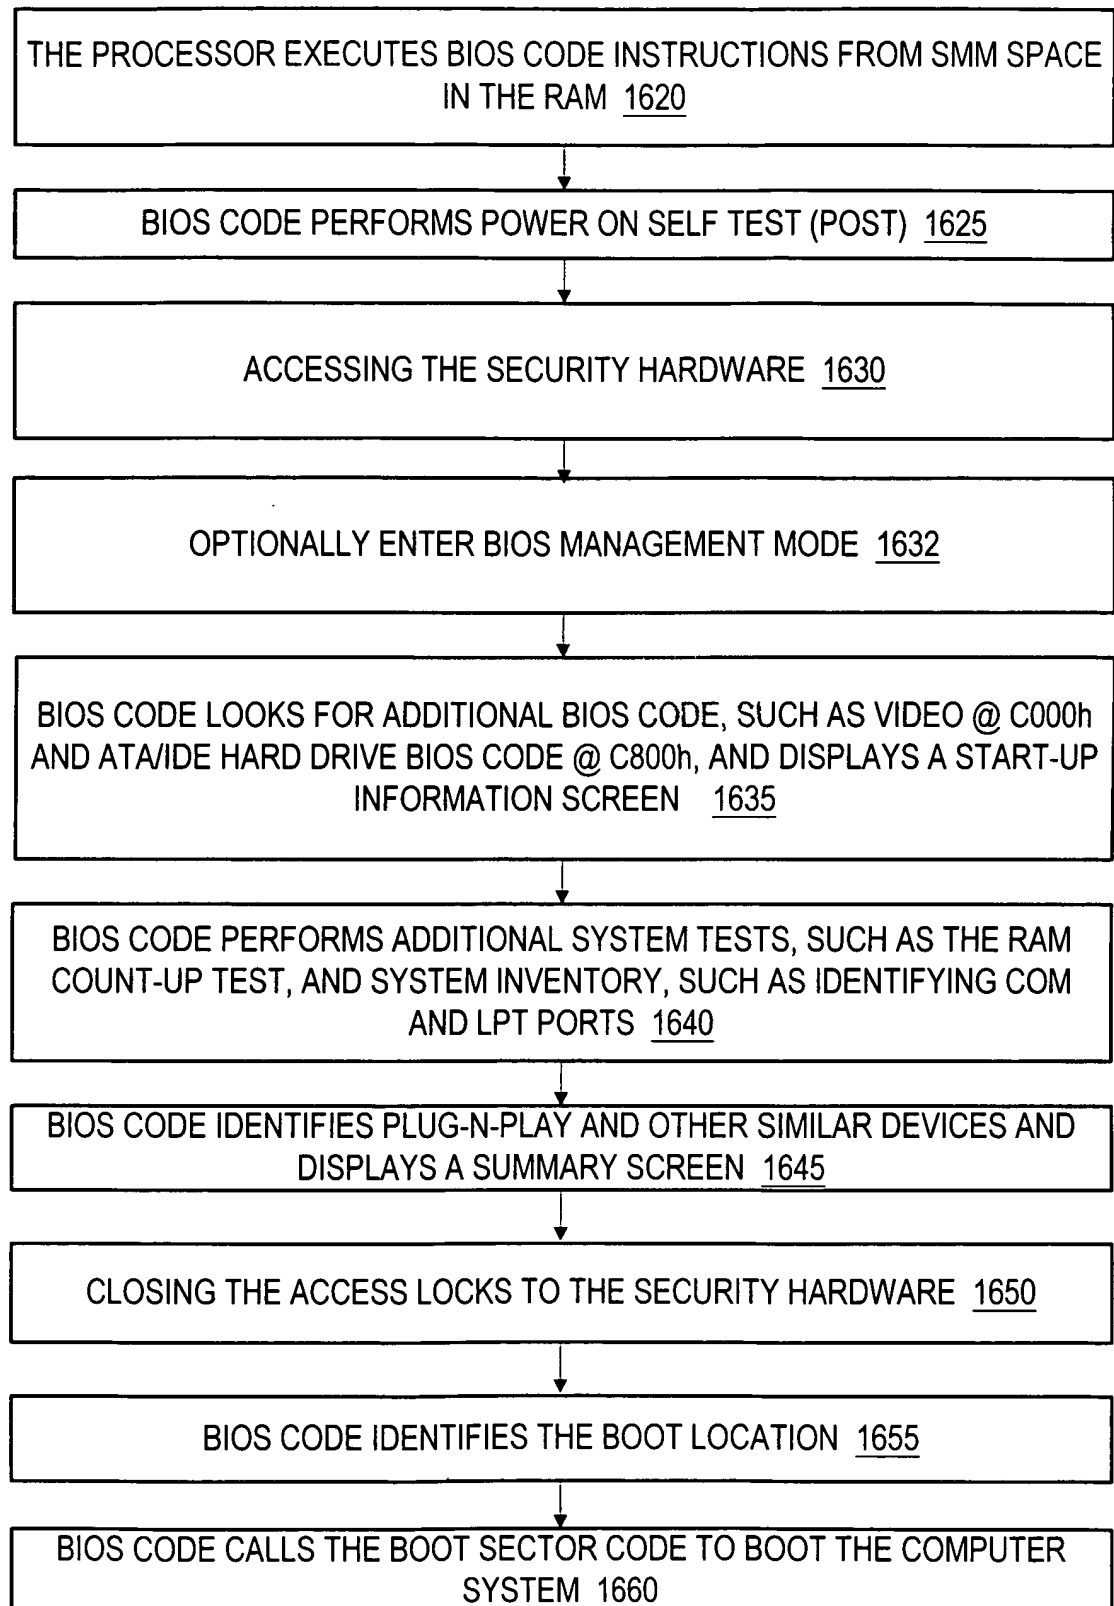 THE PROCESSOR EXECUTES BIOS CODE INSTRUCTIONS FROM SMM SPACE
IN THE RAM 1620
BIOS CODE PERFORMS POWER ON SELF TEST (POST) 1625
ACCESSING THE SECURITY HARDWARE 1630
OPTIONALLY ENTER BIOS MANAGEMENT MODE 1632
BIOS CODE LOOKS FOR ADDITIONAL BIOS CODE, SUCH AS VIDEO @ C000h
AND ATA/IDE HARD DRIVE BIOS CODE @ C800h, AND DISPLAYS A START-UP
INFORMATION SCREEN 1635
BIOS CODE PERFORMS ADDITIONAL SYSTEM TESTS, SUCH AS THE RAM
COUNT-UP TEST, AND SYSTEM INVENTORY, SUCH AS IDENTIFYING COM
AND LPT PORTS 1640
BIOS CODE IDENTIFIES PLUG-N-PLAY AND OTHER SIMILAR DEVICES AND
DISPLAYS A SUMMARY SCREEN 1645
CLOSING THE ACCESS LOCKS TO THE SECURITY HARDWARE 1650
BIOS CODE IDENTIFIES THE BOOT LOCATION 1655
BIOS CODE CALLS THE BOOT SECTOR CODE TO BOOT THE COMPUTER
SYSTEM 1660